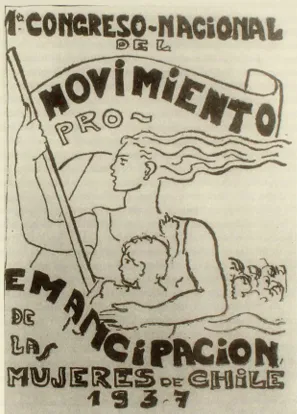 1er CONGRESO-NACIONAL
DEL
MOVIMIENTO
PRO-
EMANCIPACION
DE
LAS
MUJERES DE CHILE
1937